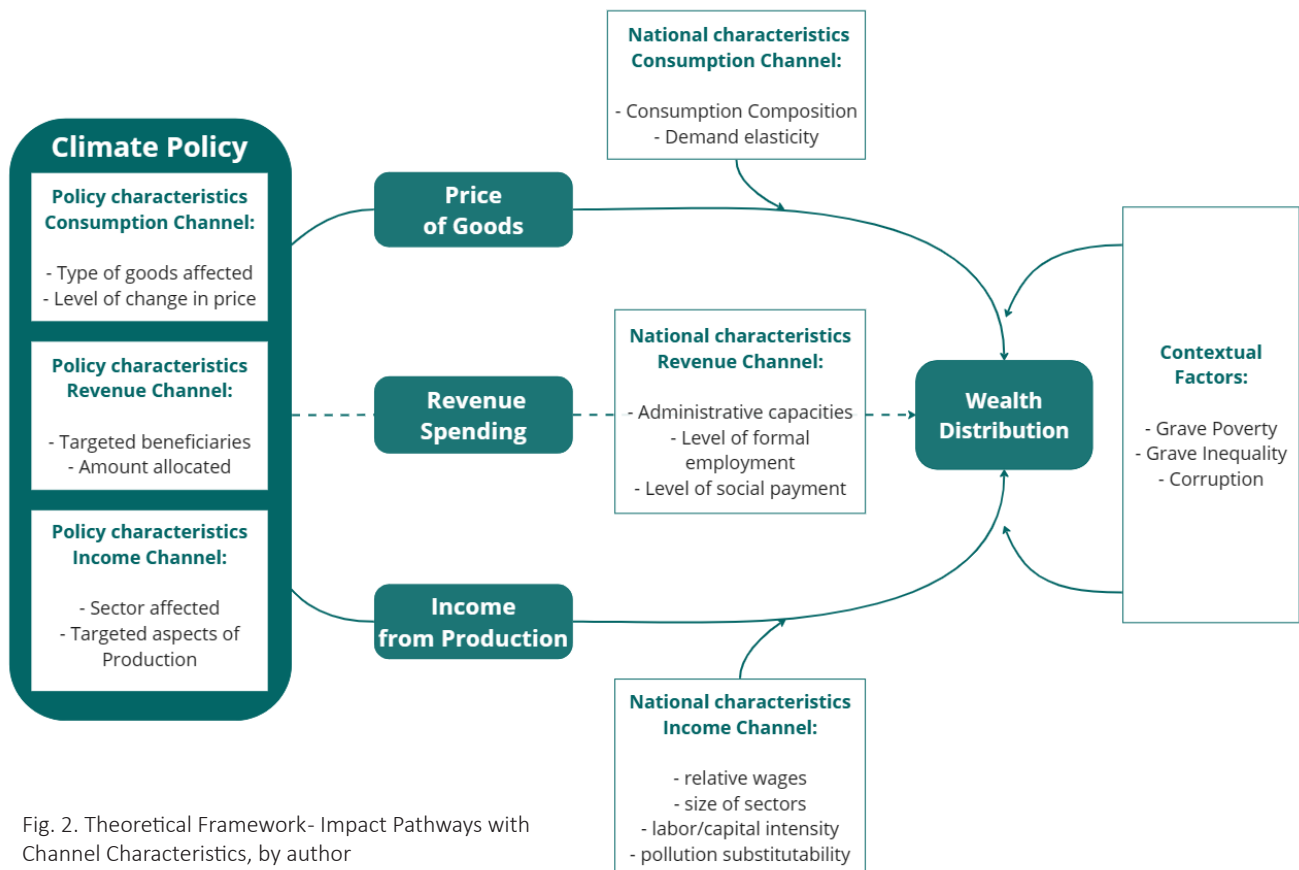 Climate Policy
Policy characteristics
Consumption Channel:
- Type of goods affected
- Level of change in price
Policy characteristics
Revenue Channel:
- Targeted beneficiaries
- Amount allocated
Policy characteristics
Income Channel:
- Sector affected
- Targeted aspects of
Production
Price
of Goods
Revenue
Spending
Income
from Production
National characteristics
Consumption Channel:
- Consumption Composition
- Demand elasticity
National characteristics
Revenue Channel:
- Administrative capacities
- Level of formal
employment
- Level of social payment
National characteristics
Income Channel:
- relative wages
- size of sectors
- labor/capital intensity
- pollution substitutability
Wealth
Distribution
Contextual
Factors:
- Grave Poverty
- Grave Inequality
- Corruption
Fig. 2. Theoretical Framework- Impact Pathways with
Channel Characteristics, by author